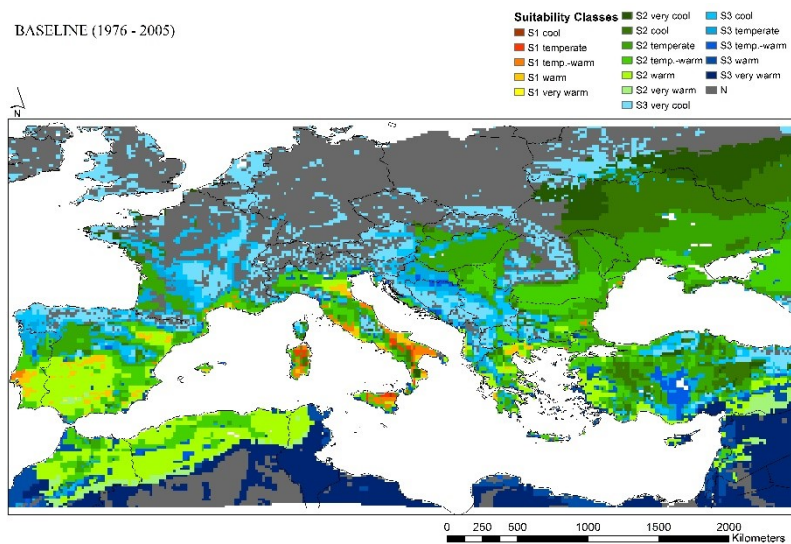 BASELINE (1976 - 2005)
Suitability Classes
S1 cool
S1 temperate
S1 temp.-warm
S1 warm
S1 very warm
S2 very cool
S2 cool
S2 temperate
S2 temp.-warm
S2 warm
S2 very warm
S3 very cool
S3 cool
S3 temperate
S3 temp.-warm
S3 warm
S3 very warm
N
N
0 250 500 1000 1500 2000
Kilometers